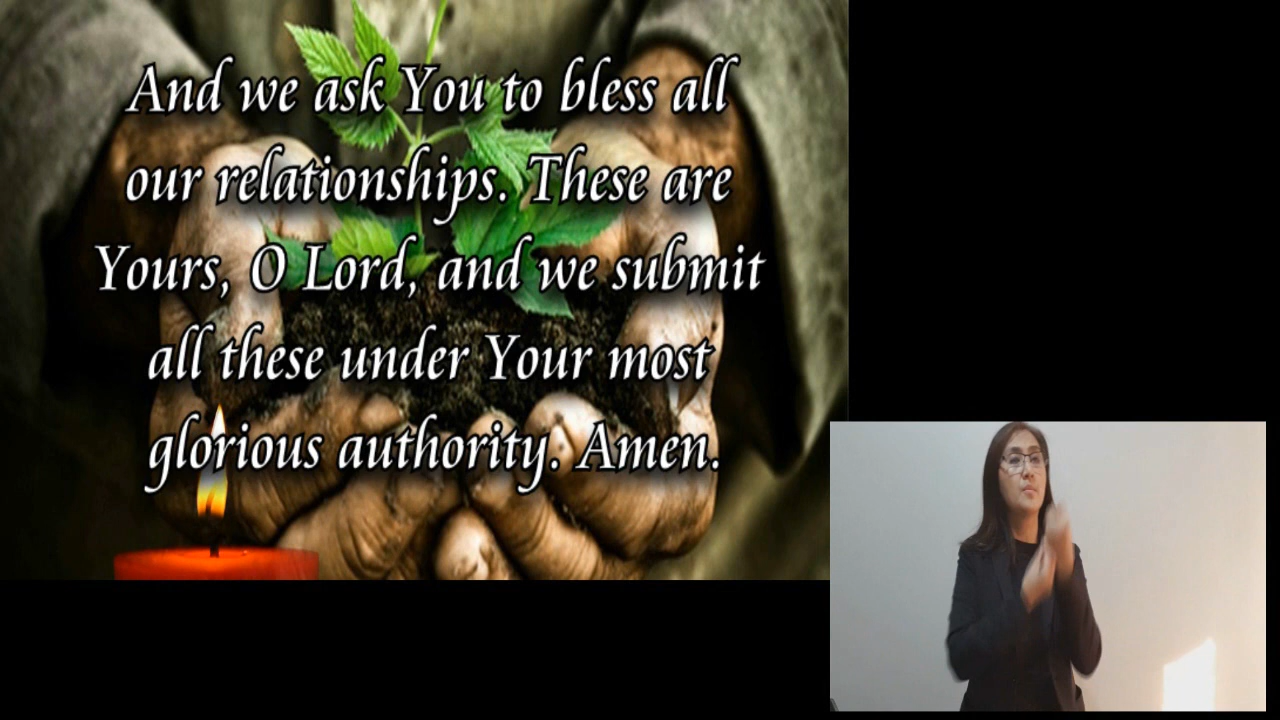 And we ask You to bless all
our relationships. These are
Yours, O Lord, and we submit
all these under Your most
glorious authority. Amen.